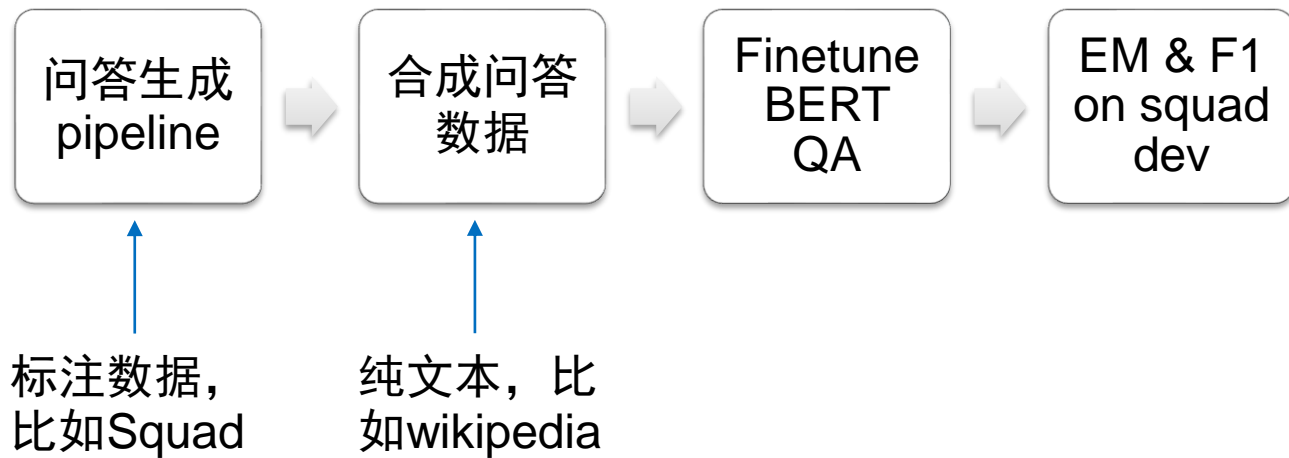 问答生成
pipeline
合成问答
数据
Finetune
BERT
QA
EM & F1
on squad
dev
标注数据，
比如Squad
纯文本，比
如wikipedia